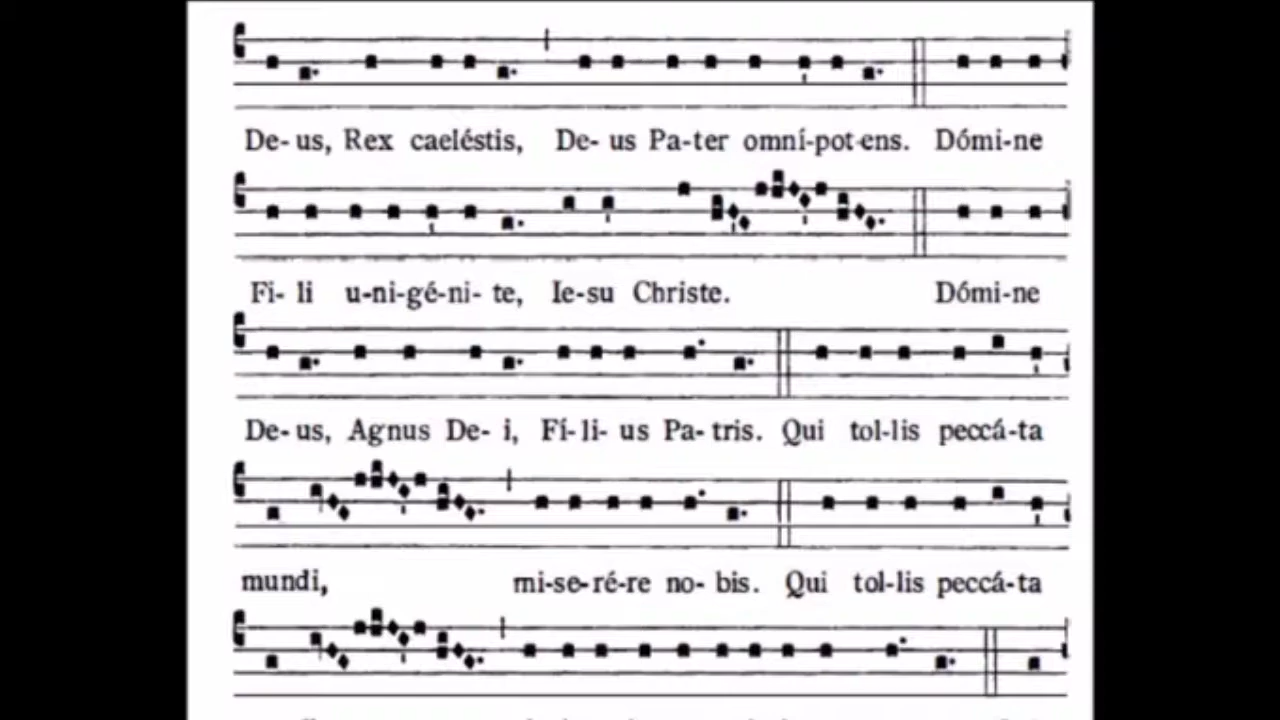 De- us, Rex caeléstis, De- us Pa-ter omní-pot-ens. Dómi-ne
Fi- li u-ni-gé-ni- te, Ie-su Christe. Dómi-ne
De- us, Agnus De- i, Fí- li- us Pa- tris. Qui tol-lis peccá-ta
mundi, mi-se-ré-re no- bis. Qui tol-lis peccá-ta